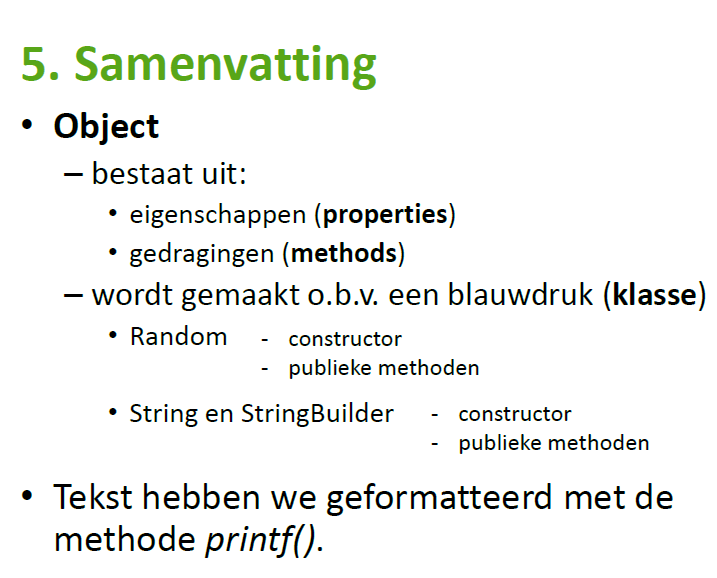 5. Samenvatting
• Object
– bestaat uit:
• eigenschappen (properties)
• gedragingen (methods)
– wordt gemaakt o.b.v. een blauwdruk (klasse)
• Random - constructor
- publieke methoden
• String en StringBuilder - constructor
- publieke methoden
• Tekst hebben we geformatteerd met de
methode printf().